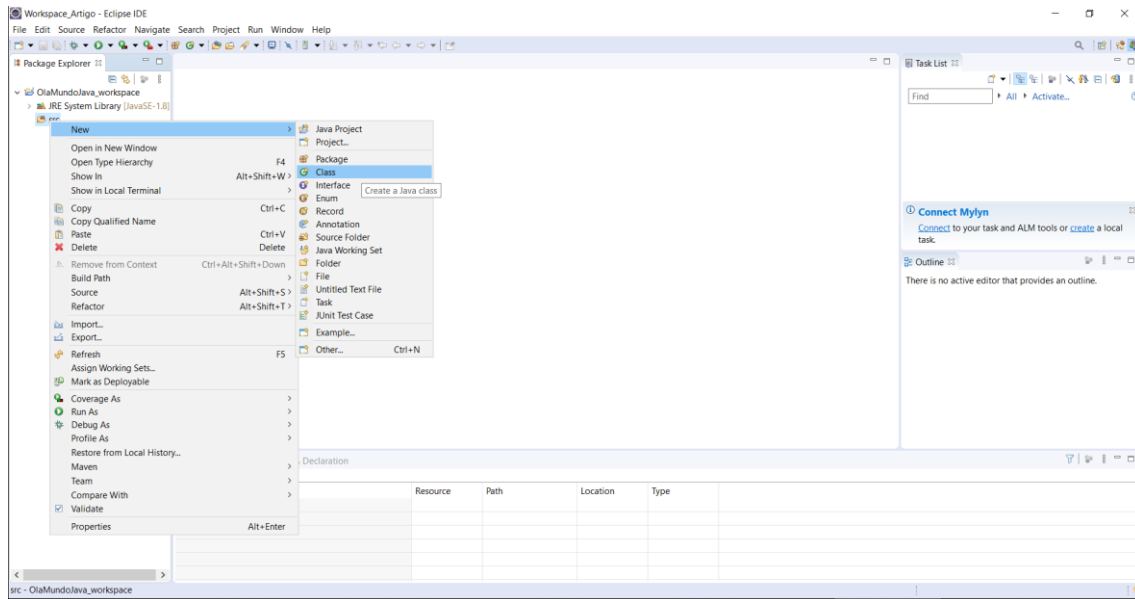 Workspace_Artigo - Eclipse IDE
File Edit Source Refactor Navigate Search Project Run Window Help
Package Explorer
OlaMundoJava_workspace
JRE System Library [JavaSE-1.8]
src
New
Open in New Window
Open Type Hierarchy F4
Show In Alt+Shift+W
Show in Local Terminal
Copy Ctrl+C
Copy Qualified Name
Paste Ctrl+V
Delete Delete
Remove from Context Ctrl+Alt+Shift+Down
Build Path
Source Alt+Shift+S
Refactor Alt+Shift+T
Import...
Export...
Refresh F5
Assign Working Sets...
Mark as Deployable
Coverage As
Run As
Debug As
Profile As
Restore from Local History...
Maven
Team
Compare With
Validate
Properties Alt+Enter
Java Project
Project...
Package
Class
Interface
Create a Java class
Enum
Record
Annotation
Source Folder
Java Working Set
Folder
File
Untitled Text File
Task
JUnit Test Case
Example...
Other... Ctrl+N
Task List
Find All Activate...
Connect Mylyn
Connect to your task and ALM tools or create a local
task.
Outline
There is no active editor that provides an outline.
Declaration
Resource Path Location Type
src - OlaMundoJava_workspace